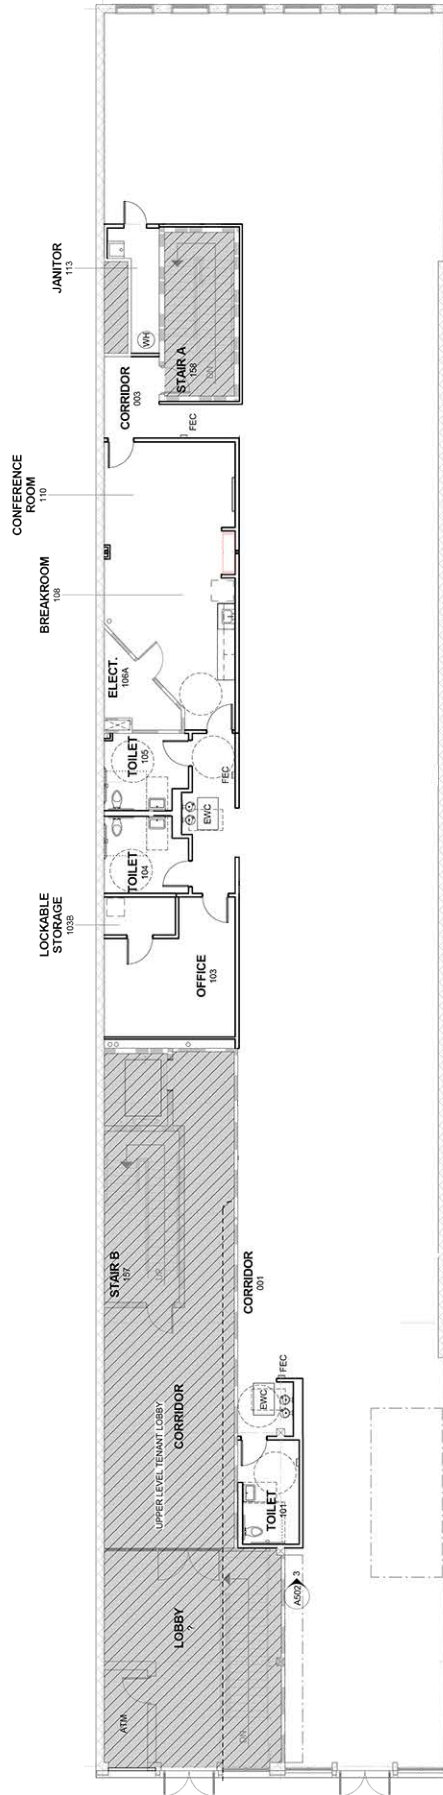 JANITOR
113
WH
STAIR A
158
DN
CORRIDOR
003
FEC
CONFERENCE
ROOM
110
BREAKROOM
108
ELECT.
106A
TOILET
105
FEC
EWC
TOILET
104
LOCKABLE
STORAGE
103B
OFFICE
103
STAIR B
157
UP
CORRIDOR
001
UPPER LEVEL TENANT LOBBY
CORRIDOR
FEC
EWC
TOILET
101
A502
3
LOBBY
?
ATM
DN